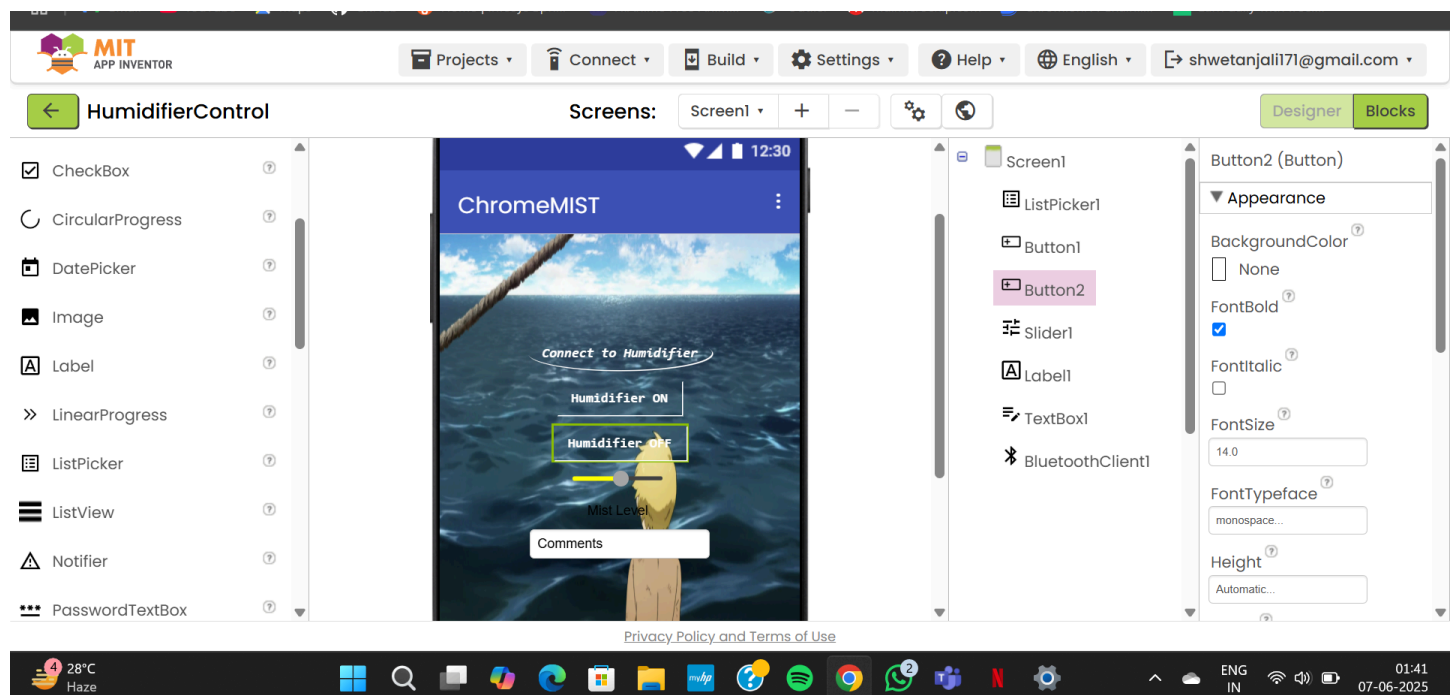 MIT
APP INVENTOR
Projects
Connect
Build
Settings
Help
English
shwetanjali171@gmail.com
HumidifierControl
Screens:
Screen1
Designer
Blocks
CheckBox
CircularProgress
DatePicker
Image
Label
LinearProgress
ListPicker
ListView
Notifier
PasswordTextBox
12:30
ChromeMIST
Connect to Humidifier
Humidifier ON
Humidifier OFF
Mist Level
Comments
Screen1
ListPicker1
Button1
Button2
Slider1
Label1
TextBox1
BluetoothClient1
Button2 (Button)
Appearance
BackgroundColor
None
FontBold
FontItalic
FontSize
14.0
FontTypeface
monospace...
Height
Automatic...
Privacy Policy and Terms of Use
4
28°C
Haze
myhp
2
N
ENG
IN
01:41
07-06-2025